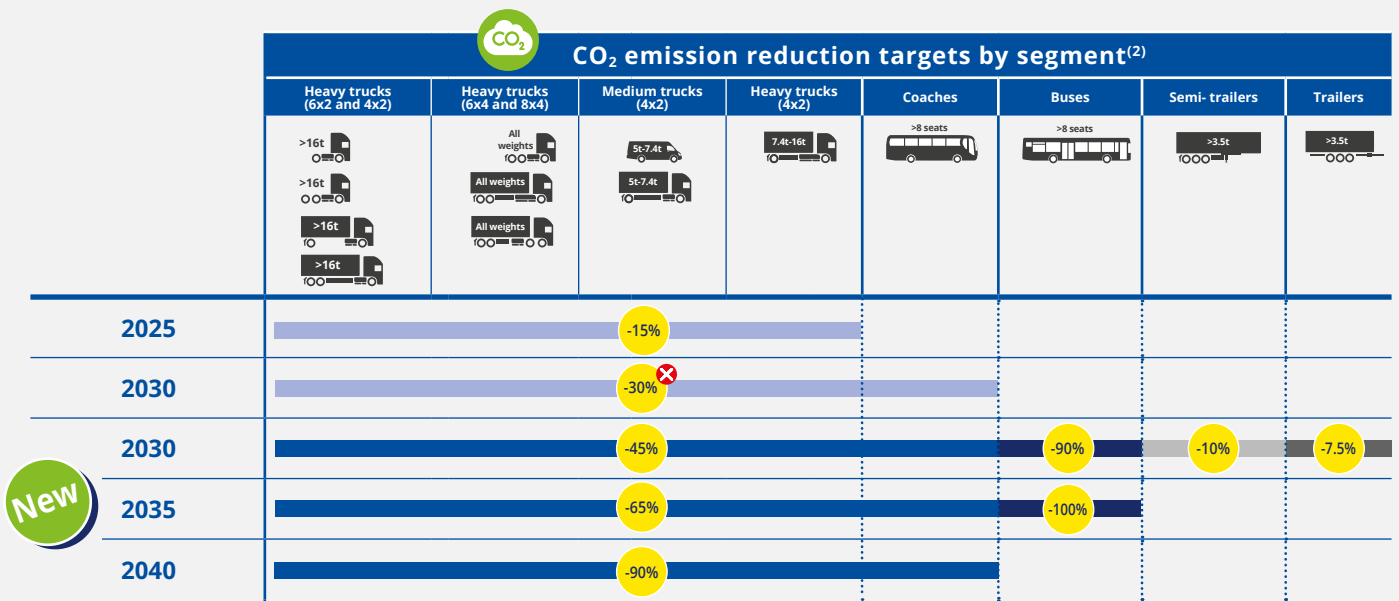 CO₂
CO₂ emission reduction targets by segment(2)
Heavy trucks
(6x2 and 4x2)
Heavy trucks
(6x4 and 8x4)
Medium trucks
(4x2)
Heavy trucks
(4x2)
Coaches
Buses
Semi- trailers
Trailers
>16t
>16t
>16t
>16t
All
weights
All weights
All weights
5t-7.4t
5t-7.4t
7.4t-16t
>8 seats
>8 seats
>3.5t
>3.5t
2025
-15%
2030
-30%
2030
-45%
-90%
-10%
-7.5%
New
2035
-65%
-100%
2040
-90%